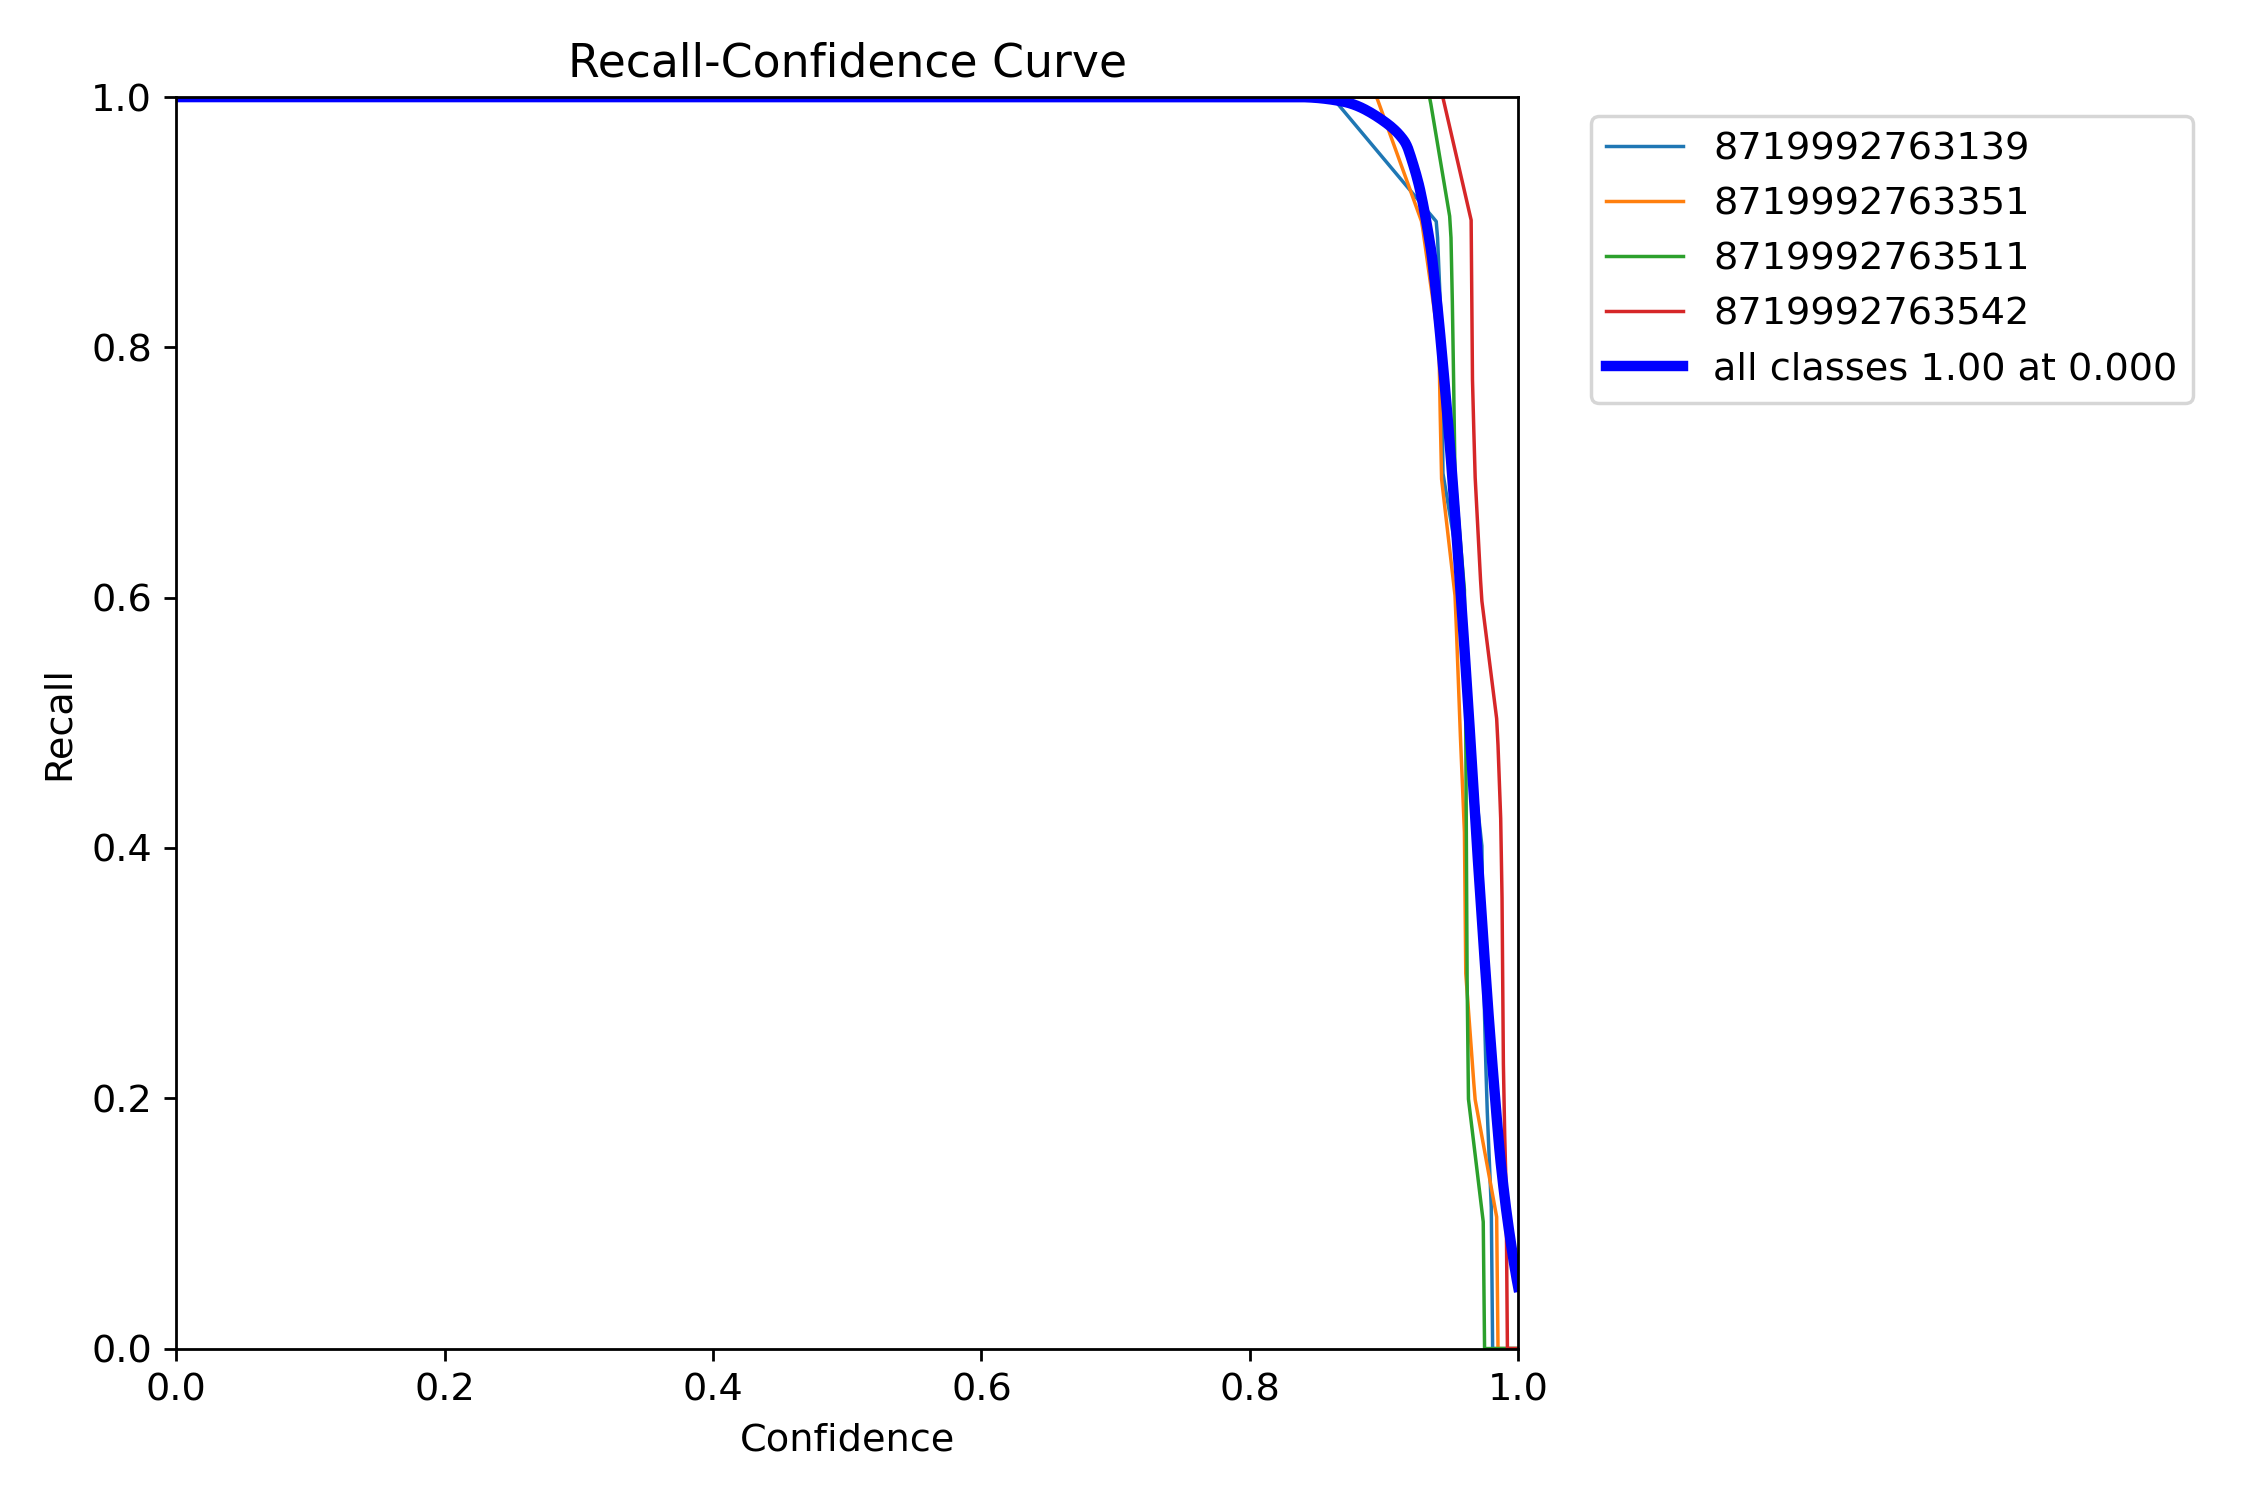 Recall-Confidence Curve
1.0
0.8
0.6
0.4
0.2
0.0
Recall
0.0 0.2 0.4 0.6 0.8 1.0
Confidence
8719992763139
8719992763351
8719992763511
8719992763542
all classes 1.00 at 0.000